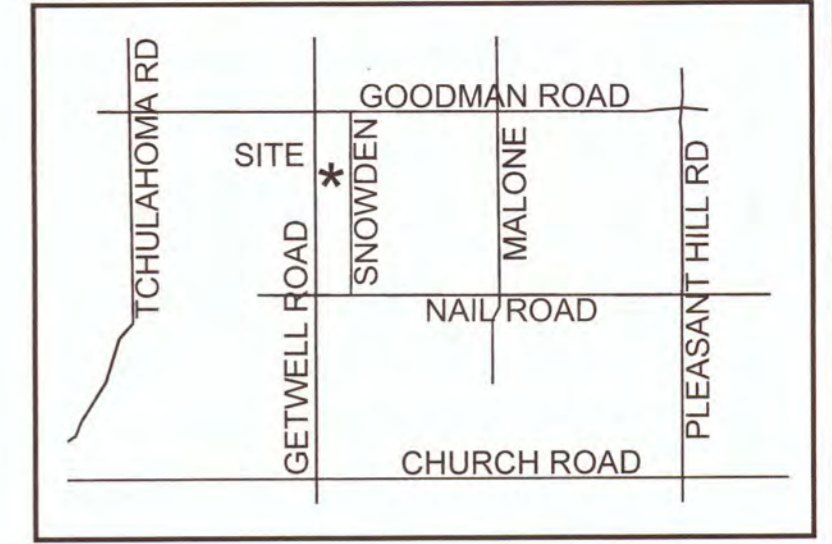 GOODMAN ROAD
TCHULAHOMA RD
SITE
*
SNOWDEN
MALONE
PLEASANT HILL RD
GETWELL ROAD
NAIL ROAD
CHURCH ROAD